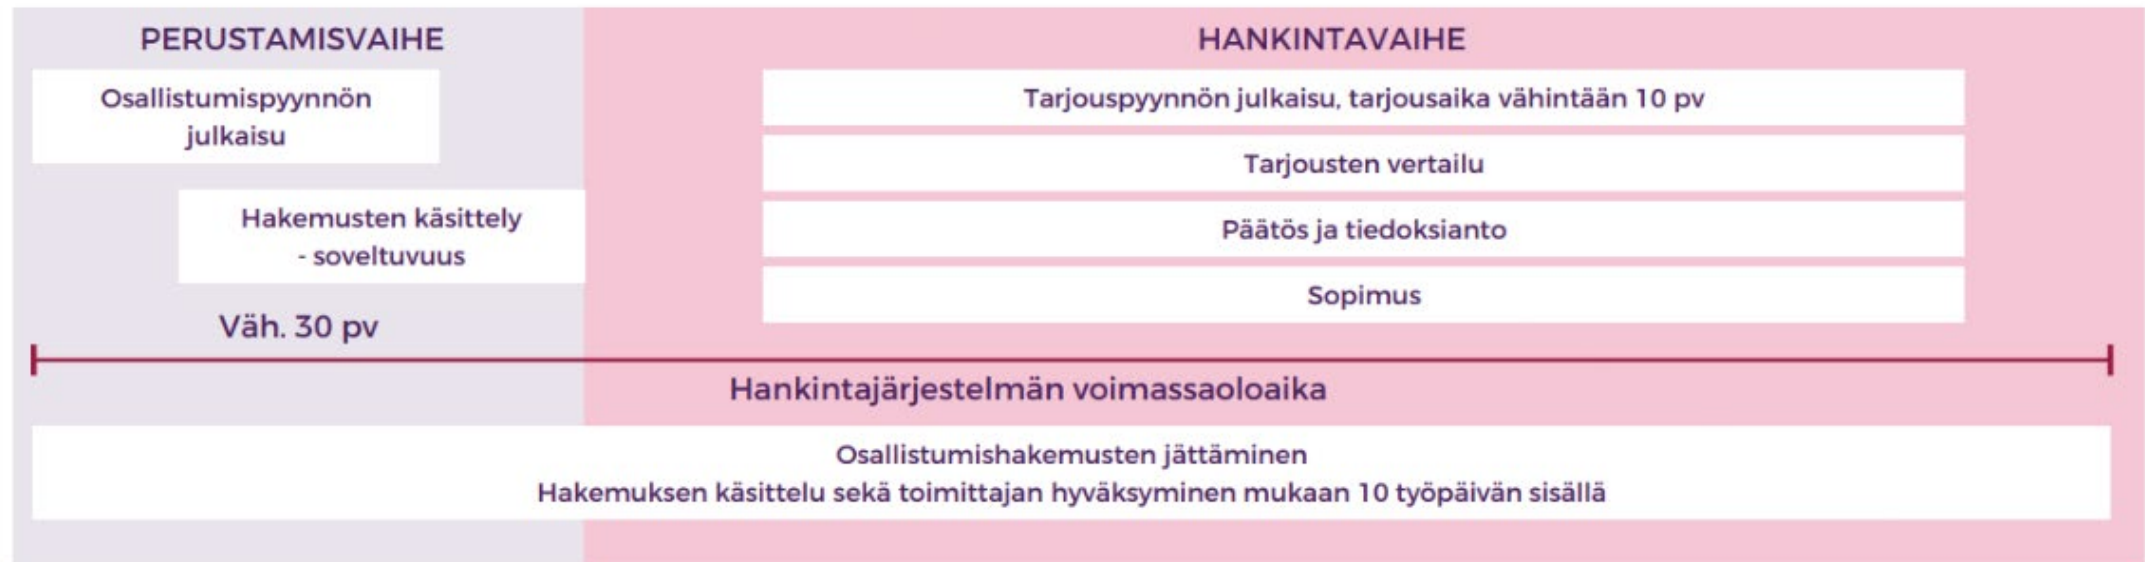 PERUSTAMISVAIHE
Osallistumispyynnön
julkaisu
Hakemusten käsittely
- soveltuvuus
Väh. 30 pv
HANKINTAVAIHE
Tarjouspyynnön julkaisu, tarjousaika vähintään 10 pv
Tarjousten vertailu
Päätös ja tiedoksianto
Sopimus
Hankintajärjestelmän voimassaoloaika
Osallistumishakemusten jättäminen
Hakemuksen käsittelu sekä toimittajan hyväksyminen mukaan 10 työpäivän sisällä